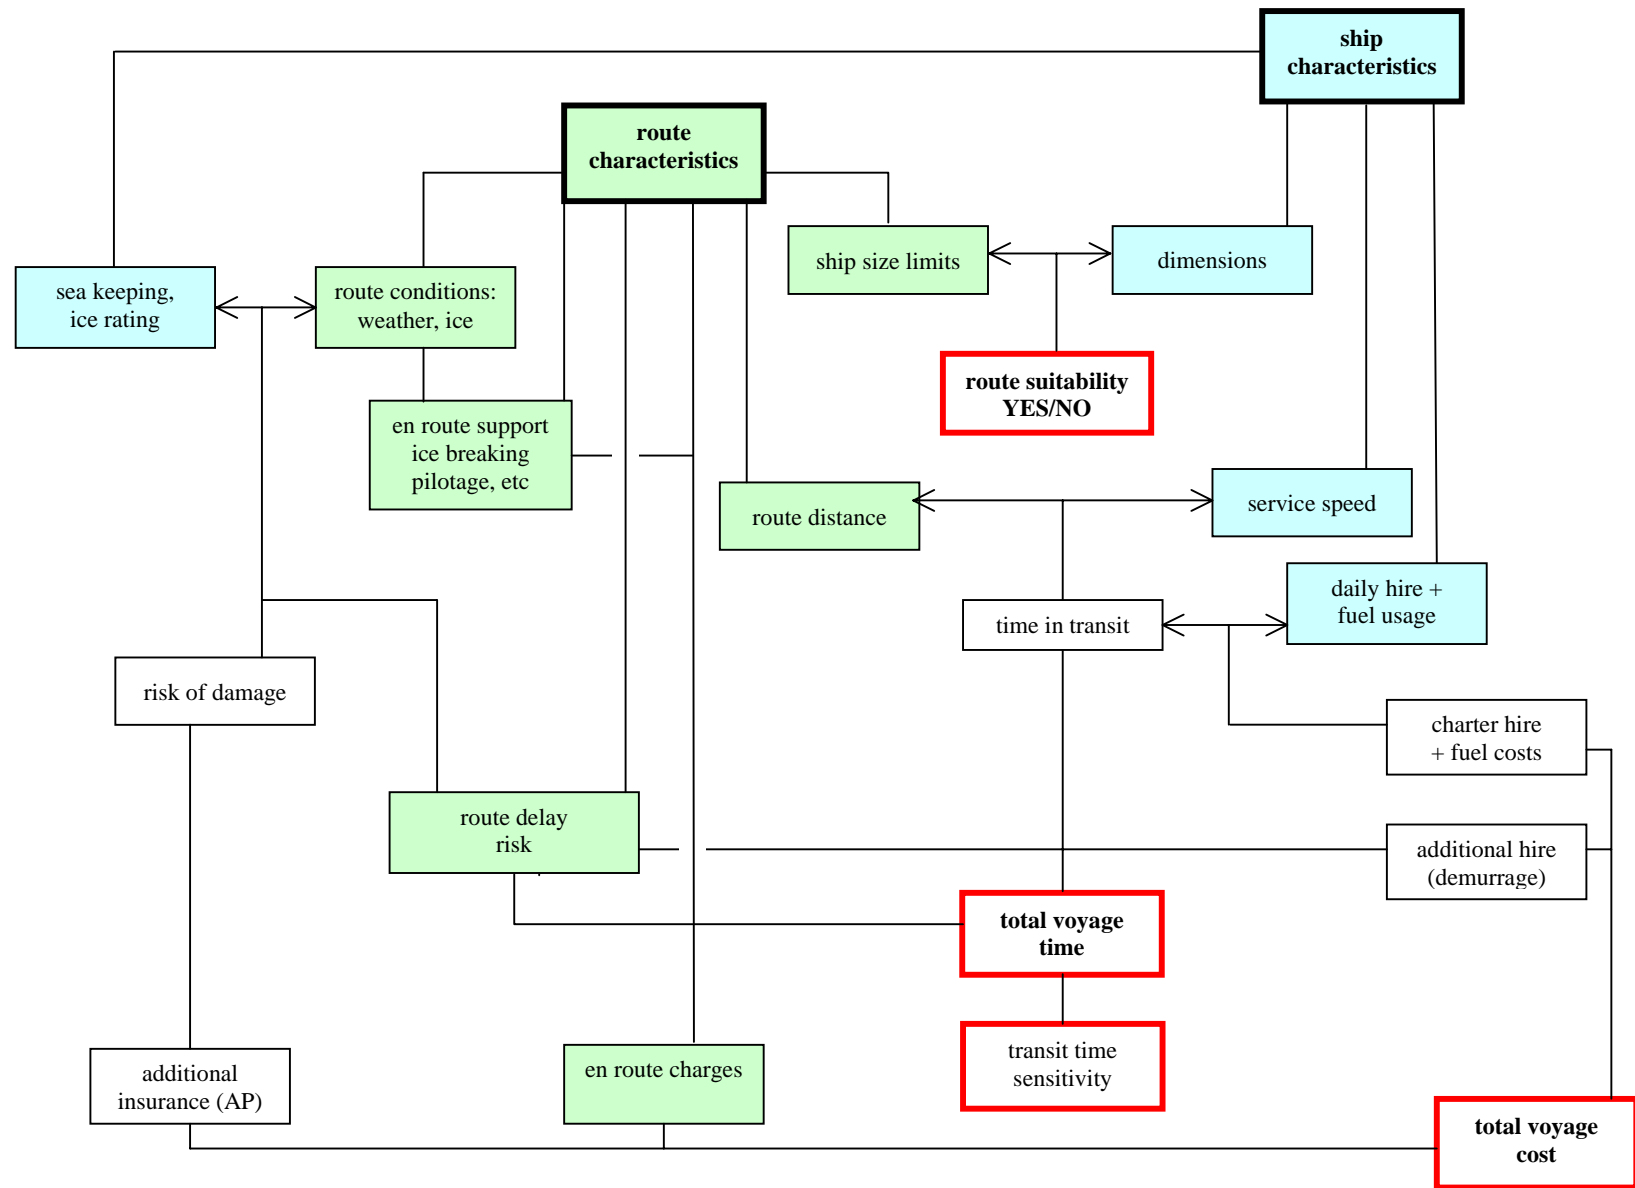 ship
characteristics
route
characteristics
ship size limits
dimensions
sea keeping,
ice rating
route conditions:
weather, ice
route suitability
YES/NO
en route support
ice breaking
pilotage, etc
route distance
service speed
daily hire +
fuel usage
time in transit
risk of damage
charter hire
+ fuel costs
route delay
risk
additional hire
(demurrage)
total voyage
time
transit time
sensitivity
en route charges
additional
insurance (AP)
total voyage
cost